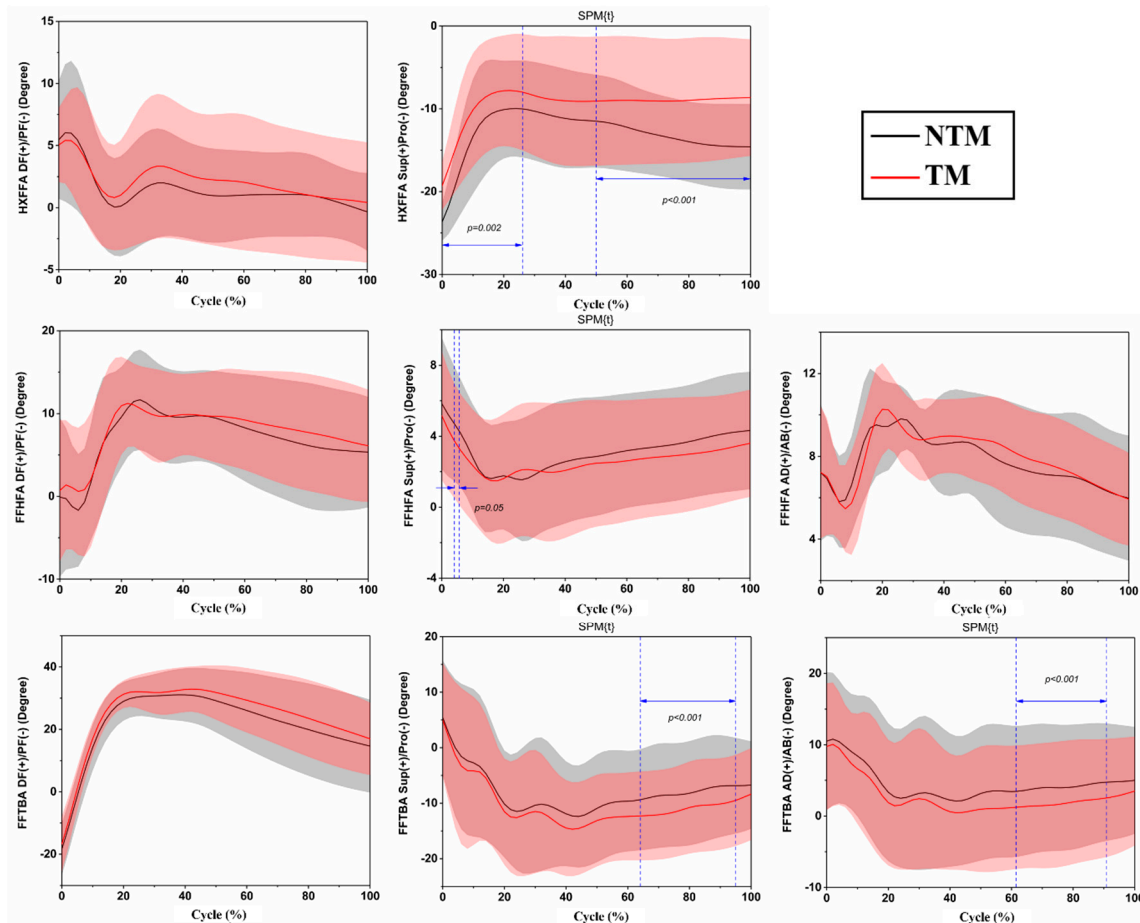 HXFFA DF(+)/PF(-) (Degree)
15
10
5
0
-5
0 20 40 60 80 100
Cycle (%)
SPM{t}
HXFFA Sup(+)Pro(-) (Degree)
0
-10
-20
-30
p=0.002
p<0.001
0 20 40 60 80 100
Cycle (%)
NTM
TM
FFHFA DF(+)/PF(-) (Degree)
20
10
0
-10
0 20 40 60 80 100
Cycle (%)
SPM{t}
FFHFA Sup(+)/Pro(-) (Degree)
8
4
0
-4
p=0.05
0 20 40 60 80 100
Cycle (%)
FFHFA AD(+)/AB(-) (Degree)
12
8
4
0 20 40 60 80 100
Cycle (%)
FFTBA DF(+)/PF(-) (Degree)
40
20
0
-20
0 20 40 60 80 100
Cycle (%)
SPM{t}
FFTBA Sup(+)/Pro(-) (Degree)
20
10
0
-10
-20
p<0.001
0 20 40 60 80 100
Cycle (%)
SPM{t}
FFTBA AD(+)/AB(-) (Degree)
20
10
0
-10
p<0.001
0 20 40 60 80 100
Cycle (%)